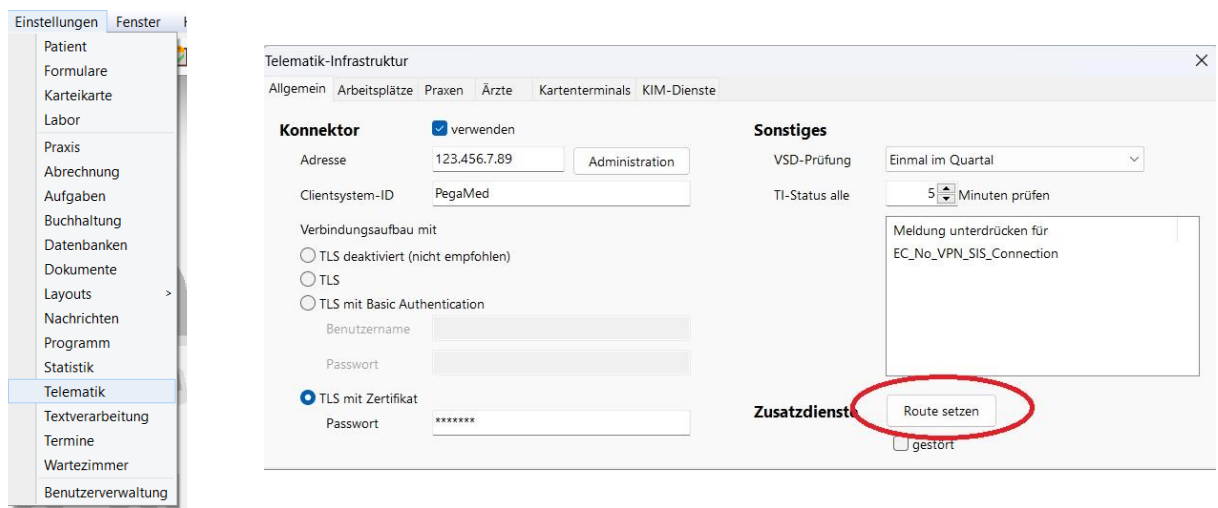 Einstellungen Fenster
Patient
Formulare
Karteikarte
Labor
Praxis
Abrechnung
Aufgaben
Buchhaltung
Datenbanken
Dokumente
Layouts >
Nachrichten
Programm
Statistik
Telematik
Textverarbeitung
Termine
Wartezimmer
Benutzerverwaltung
Telematik-Infrastruktur
Allgemein Arbeitsplätze Praxen Ärzte Kartenterminals KIM-Dienste
Konnektor verwenden
Adresse 123.456.7.89 Administration
Clientsystem-ID PegaMed
Verbindungsaufbau mit
TLS deaktiviert (nicht empfohlen)
TLS
TLS mit Basic Authentication
Benutzername
Passwort
TLS mit Zertifikat
Passwort *******
Sonstiges
VSD-Prüfung Einmal im Quartal
TI-Status alle 5 Minuten prüfen
Meldung unterdrücken für
EC_No_VPN_SIS_Connection
Zusatzdienste Route setzen
gestört